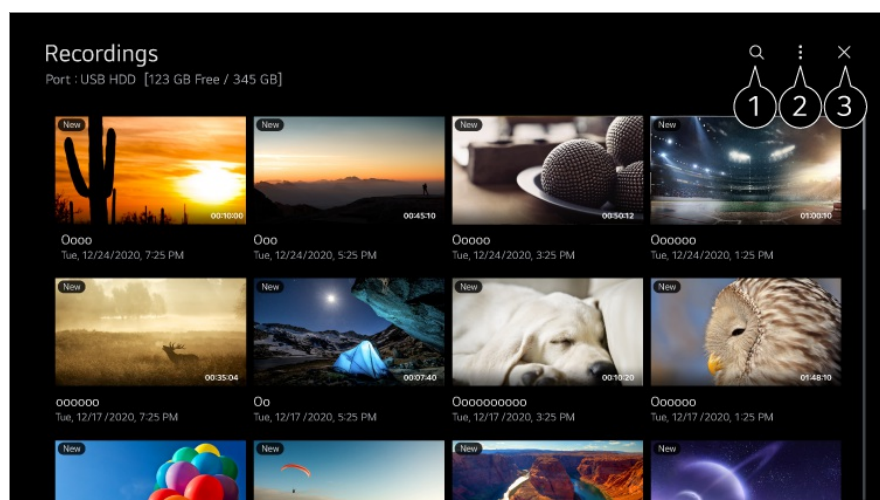 Recordings
Port : USB HDD [123 GB Free / 345 GB]
1 2 3
New New New New
00:10:00 00:45:10 00:50:12 01:00:10
Oooo Ooo Ooooo Oooooo
Tue, 12/24/2020, 7:25 PM Tue, 12/24/2020, 5:25 PM Tue, 12/24/2020, 3:25 PM Tue, 12/24/2020, 1:25 PM
New New New New
00:35:04 00:07:40 00:10:20 01:48:10
oooooo Oo Oooooooooo Oooooo
Tue, 12/17 /2020, 7:25 PM Tue, 12/17 /2020, 5:25 PM Tue, 12/17 /2020, 3:25 PM Tue, 12/17 /2020, 1:25 PM
New New New New